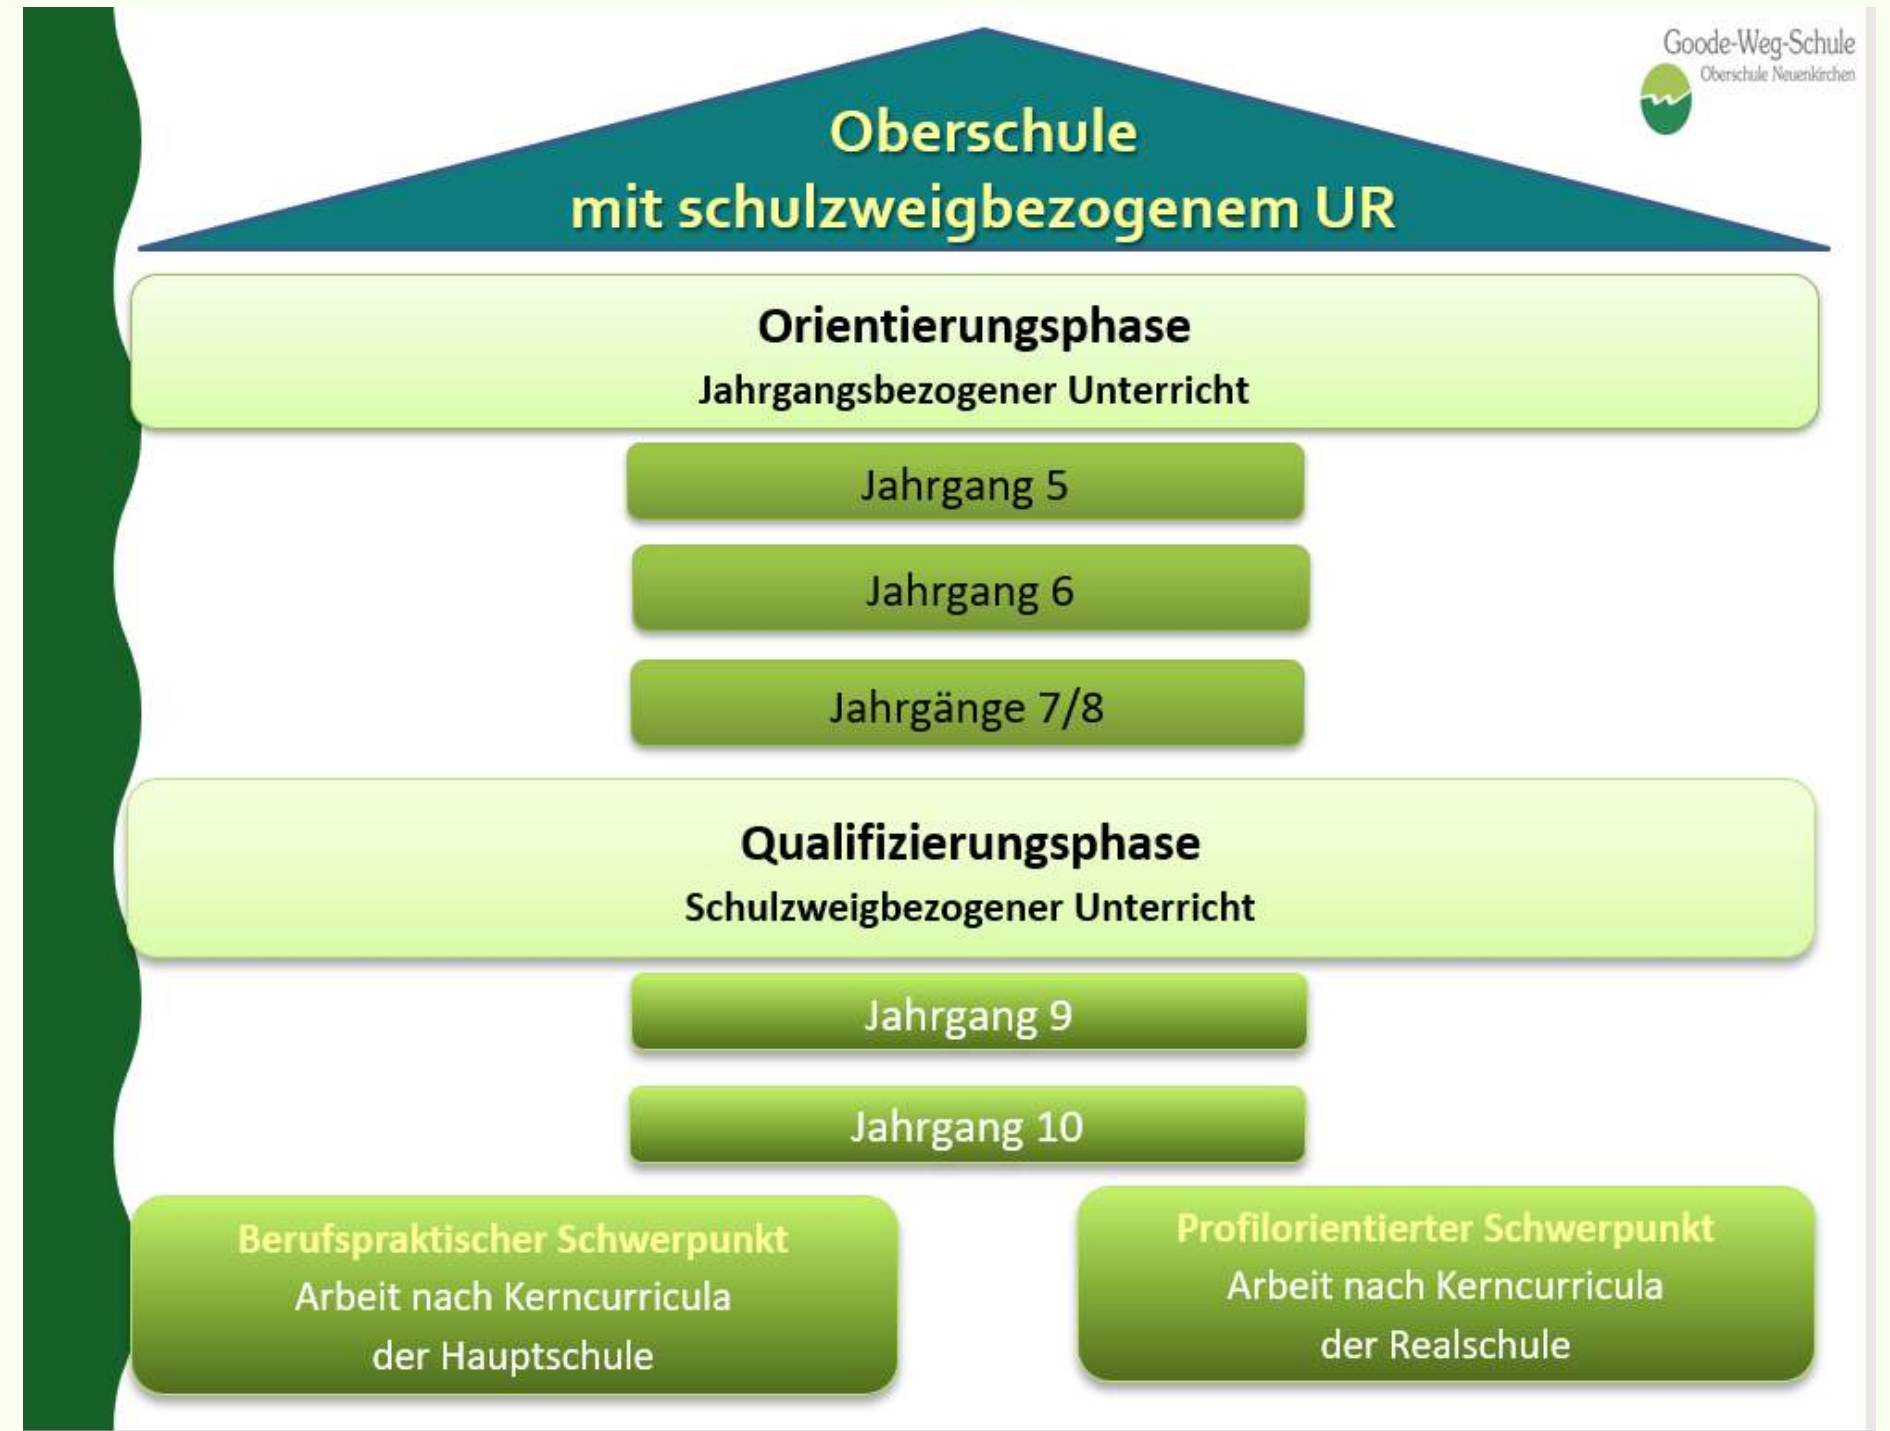 Goode-Weg-Schule
Oberschule Neuenkirchen
Oberschule
mit schulzweigbezogenem UR
Orientierungsphase
Jahrgangsbezogener Unterricht
Jahrgang 5
Jahrgang 6
Jahrgänge 7/8
Qualifizierungsphase
Schulzweigbezogener Unterricht
Jahrgang 9
Jahrgang 10
Berufspraktischer Schwerpunkt
Arbeit nach Kerncurricula
der Hauptschule
Profilorientierter Schwerpunkt
Arbeit nach Kerncurricula
der Realschule